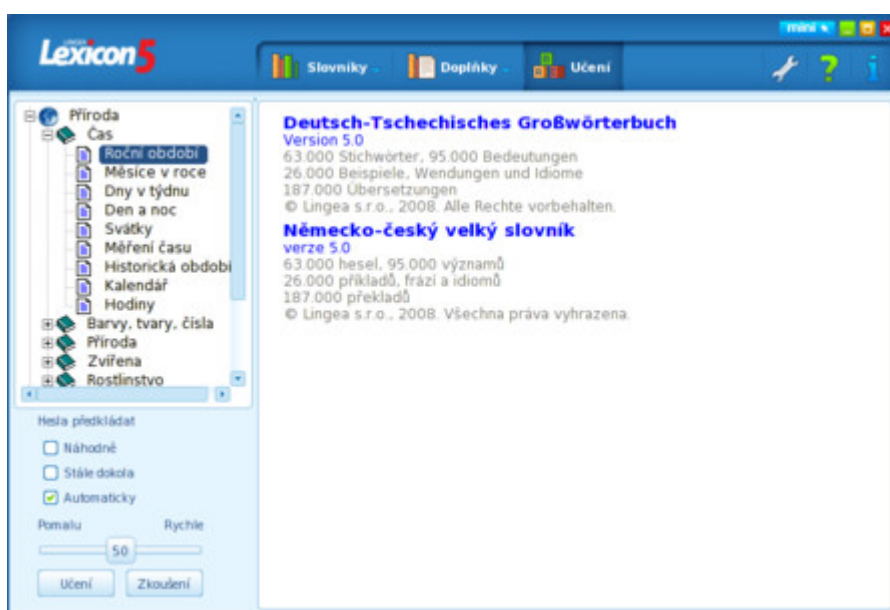 LINGEA
Lexicon5
mini
Slovníky
Doplňky
Učení
Příroda
Čas
Roční období
Měsíce v roce
Dny v týdnu
Den a noc
Svátky
Měření času
Historická obdobi
Kalendář
Hodiny
Barvy, tvary, čísla
Příroda
Zvířena
Rostlinstvo
Hesla předkládat
Náhodně
Stále dokola
Automaticky
Pomalu Rychle
50
Učení Zkoušení
Deutsch-Tschechisches Großwörterbuch
Version 5.0
63.000 Stichwörter, 95.000 Bedeutungen
26.000 Beispiele, Wendungen und Idiome
187.000 Übersetzungen
© Lingea s.r.o., 2008. Alle Rechte vorbehalten.
Německo-český velký slovník
verze 5.0
63.000 hesel, 95.000 významů
26.000 příkladů, frází a idiomů
187.000 překladů
© Lingea s.r.o., 2008. Všechna práva vyhrazena.